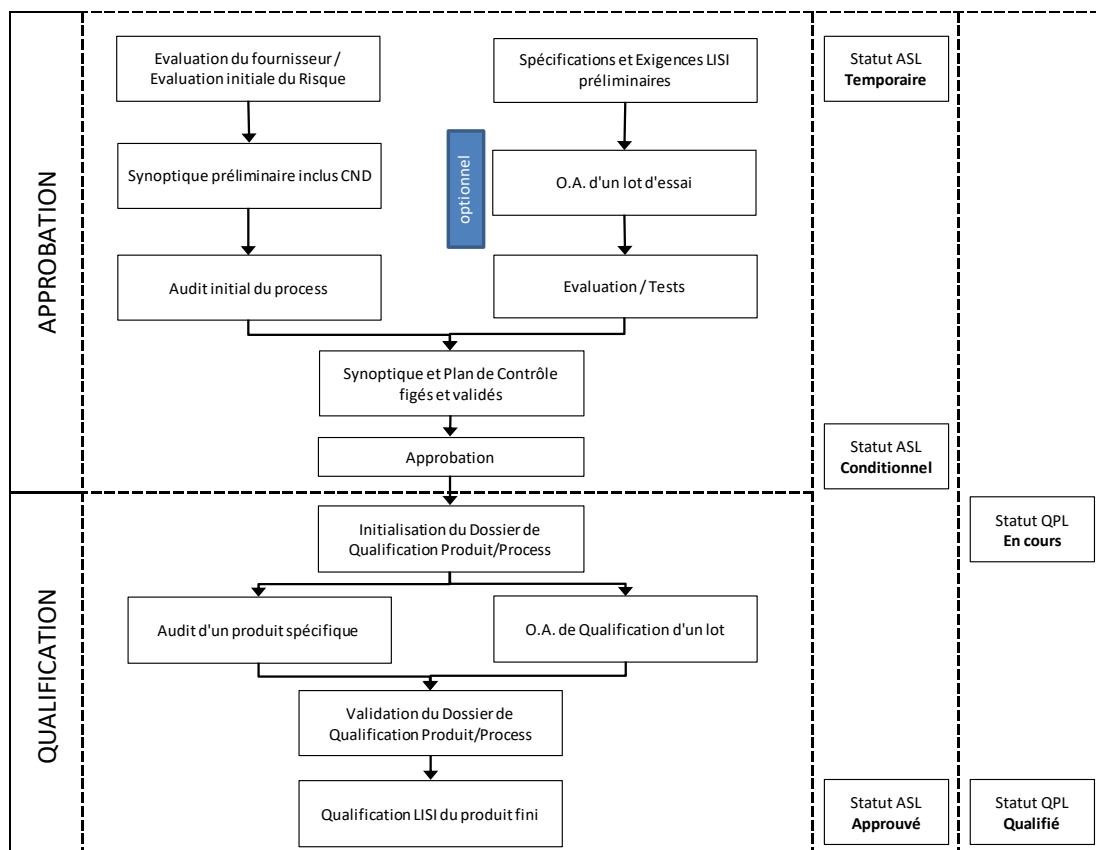 APPROBATION
Evaluation du fournisseur /
Evaluation initiale du Risque
Spécifications et Exigences LISI
préliminaires
Statut ASL
Temporaire
optionnel
Synoptique préliminaire inclus CND
O.A. d'un lot d'essai
Audit initial du process
Evaluation / Tests
Synoptique et Plan de Contrôle
figés et validés
Approbation
Statut ASL
Conditionnel
QUALIFICATION
Initialisation du Dossier de
Qualification Produit/Process
Statut QPL
En cours
Audit d'un produit spécifique
O.A. de Qualification d'un lot
Validation du Dossier de
Qualification Produit/Process
Qualification LISI du produit fini
Statut ASL
Approuvé
Statut QPL
Qualifié